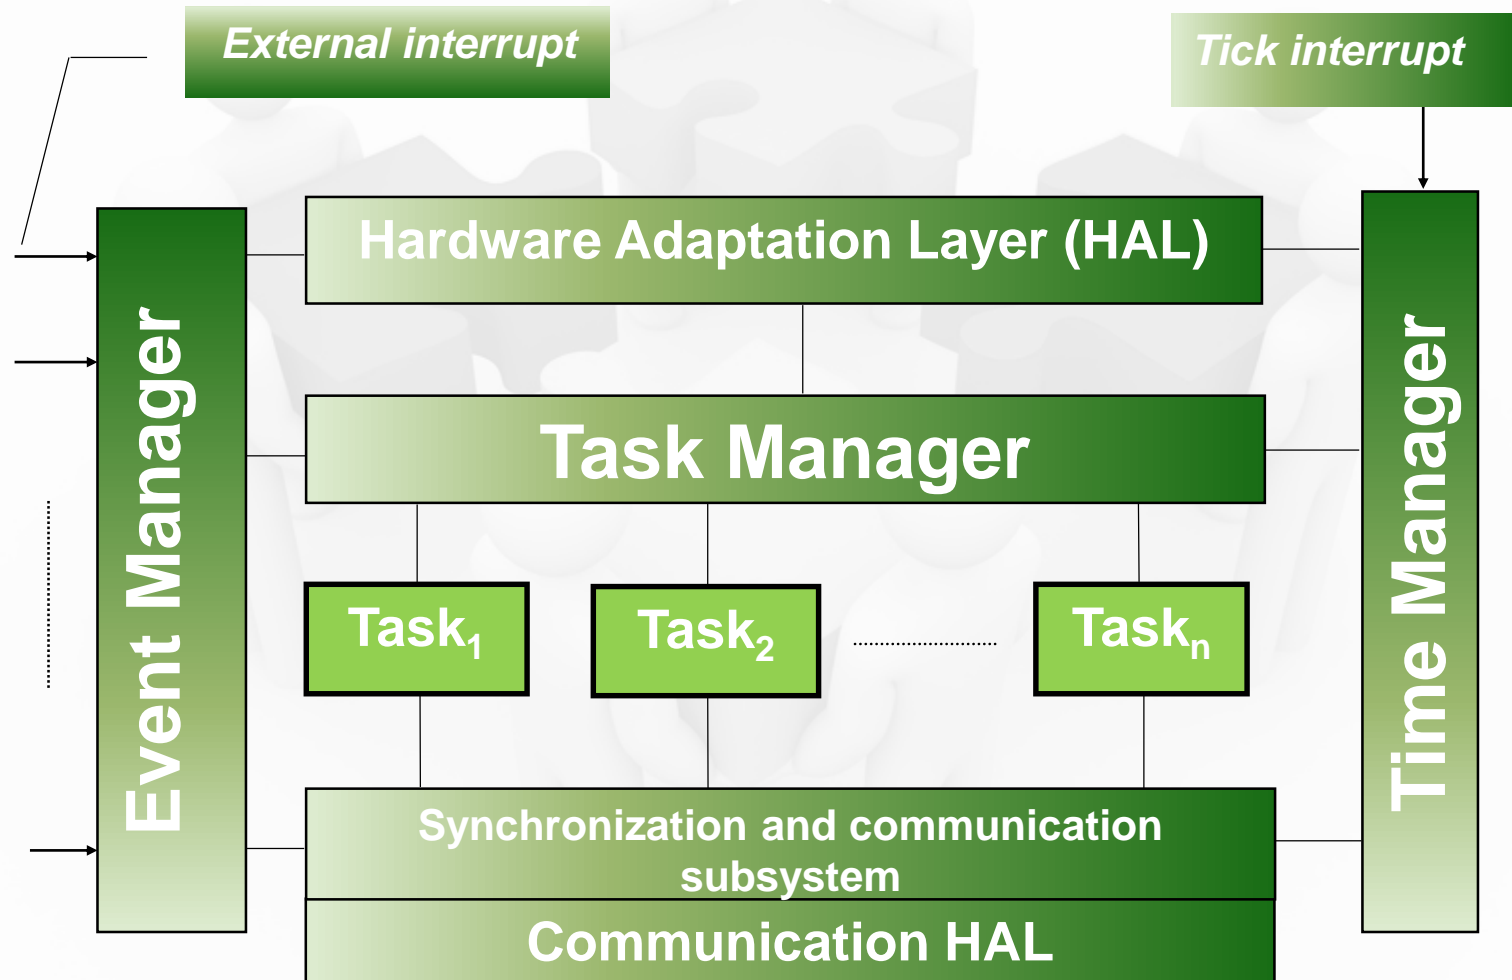 External interrupt
Tick interrupt
Hardware Adaptation Layer (HAL)
Event Manager
Task Manager
Time Manager
Task₁
Task₂
Taskₙ
Synchronization and communication
subsystem
Communication HAL